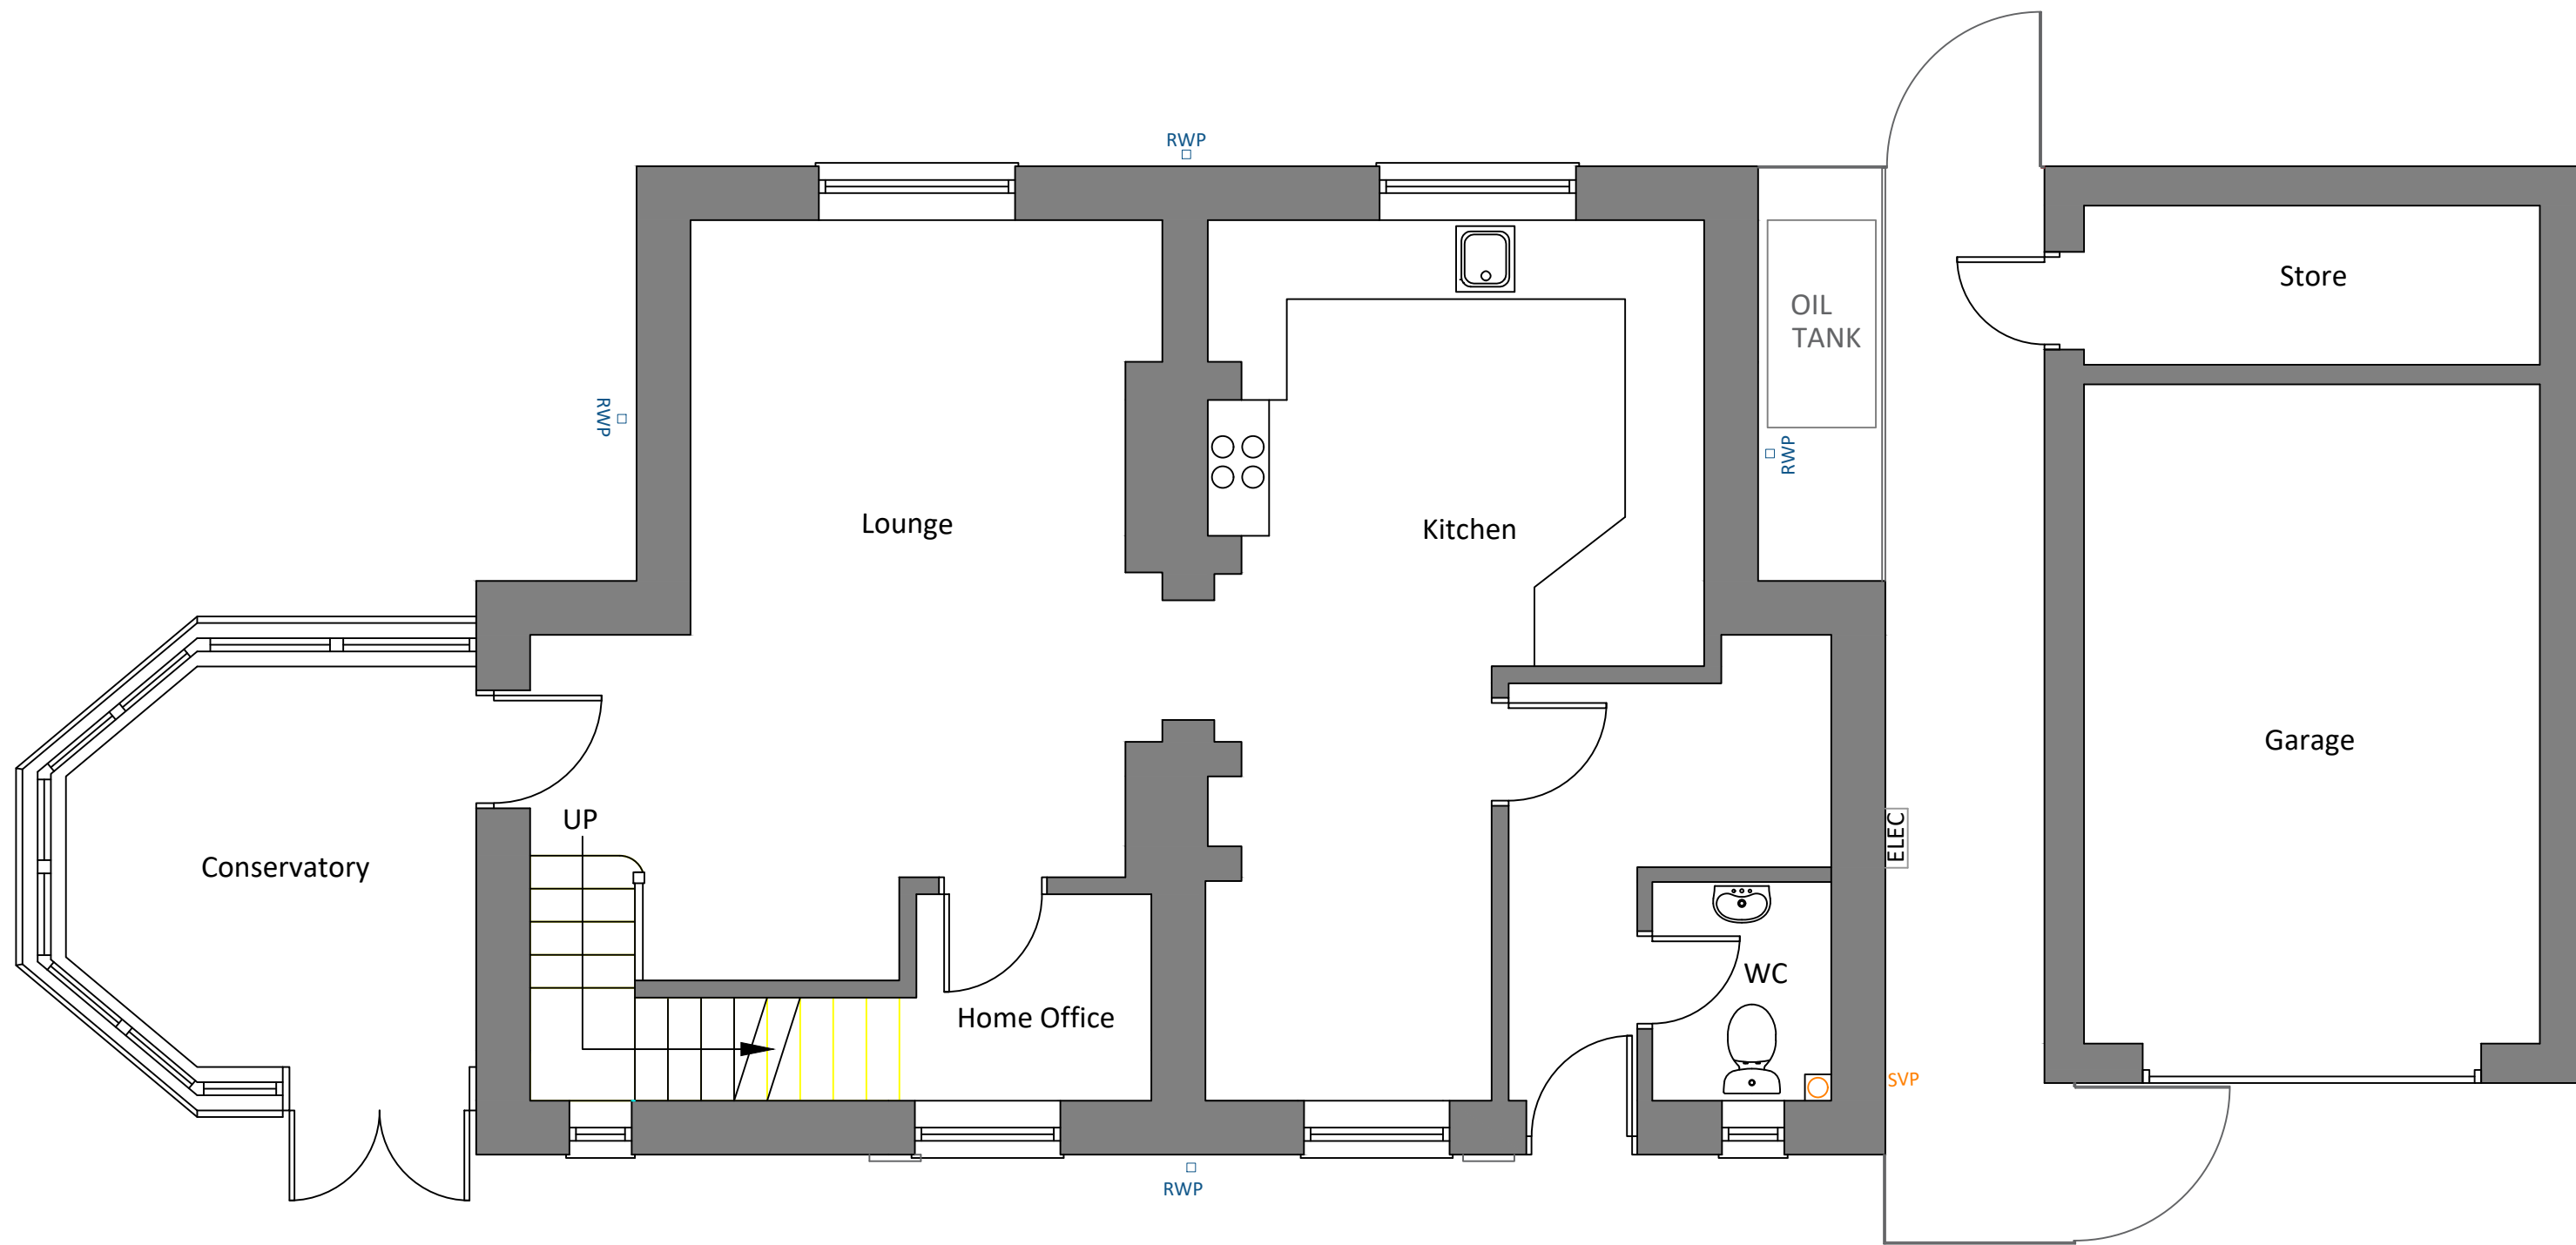 RWP
Store
OIL
TANK
RWP
RWP
Lounge
Kitchen
Garage
UP
ELEC
Conservatory
WC
Home Office
SVP
RWP